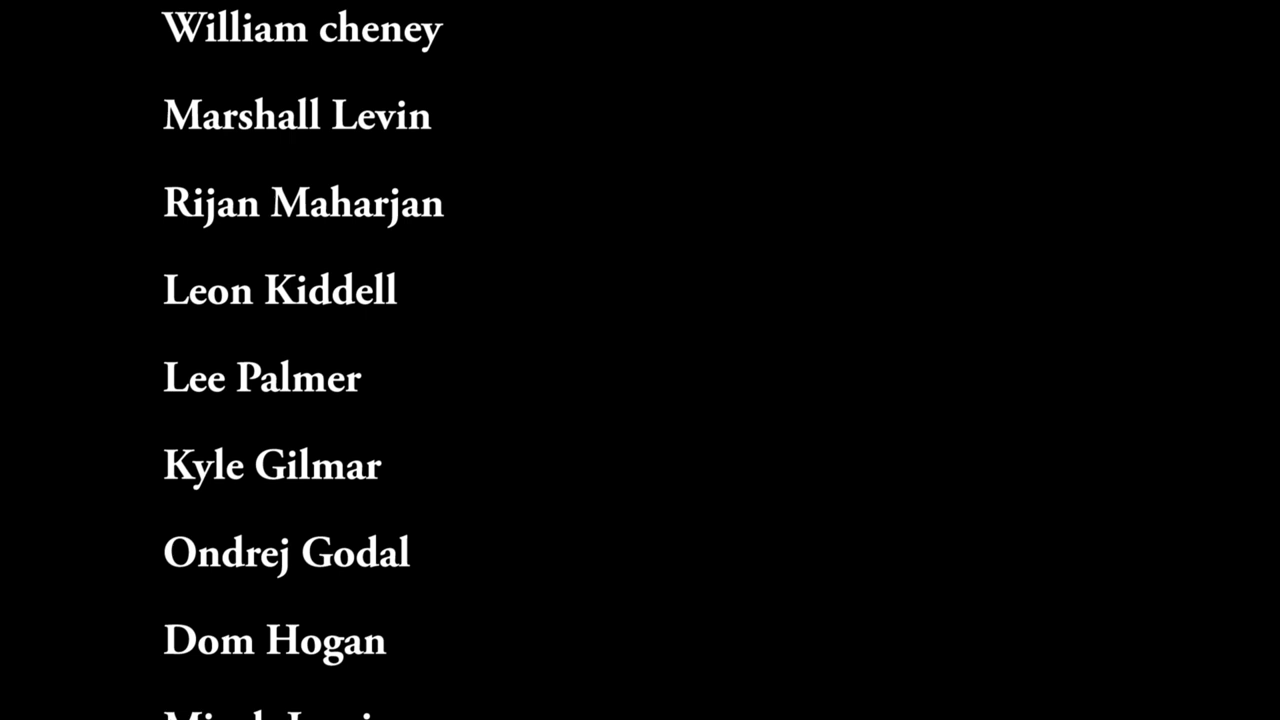 William cheney
Marshall Levin
Rijan Maharjan
Leon Kiddell
Lee Palmer
Kyle Gilmar
Ondrej Godal
Dom Hogan